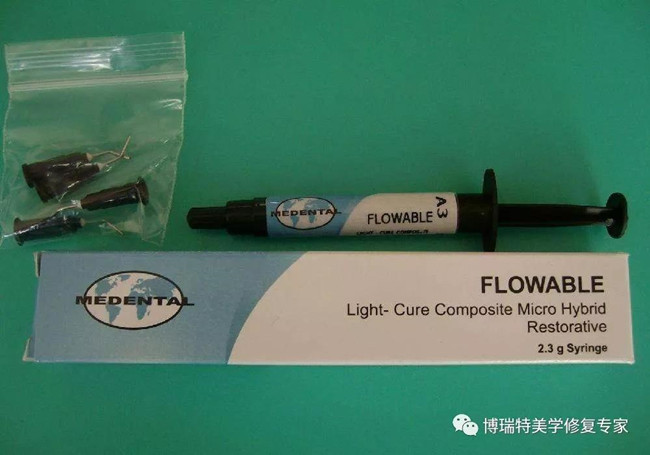 MEDENTAL
FLOWABLE
A3
MEDENTAL
FLOWABLE
Light- Cure Composite Micro Hybrid
Restorative
2.3 g Syringe
博瑞特美学修复专家